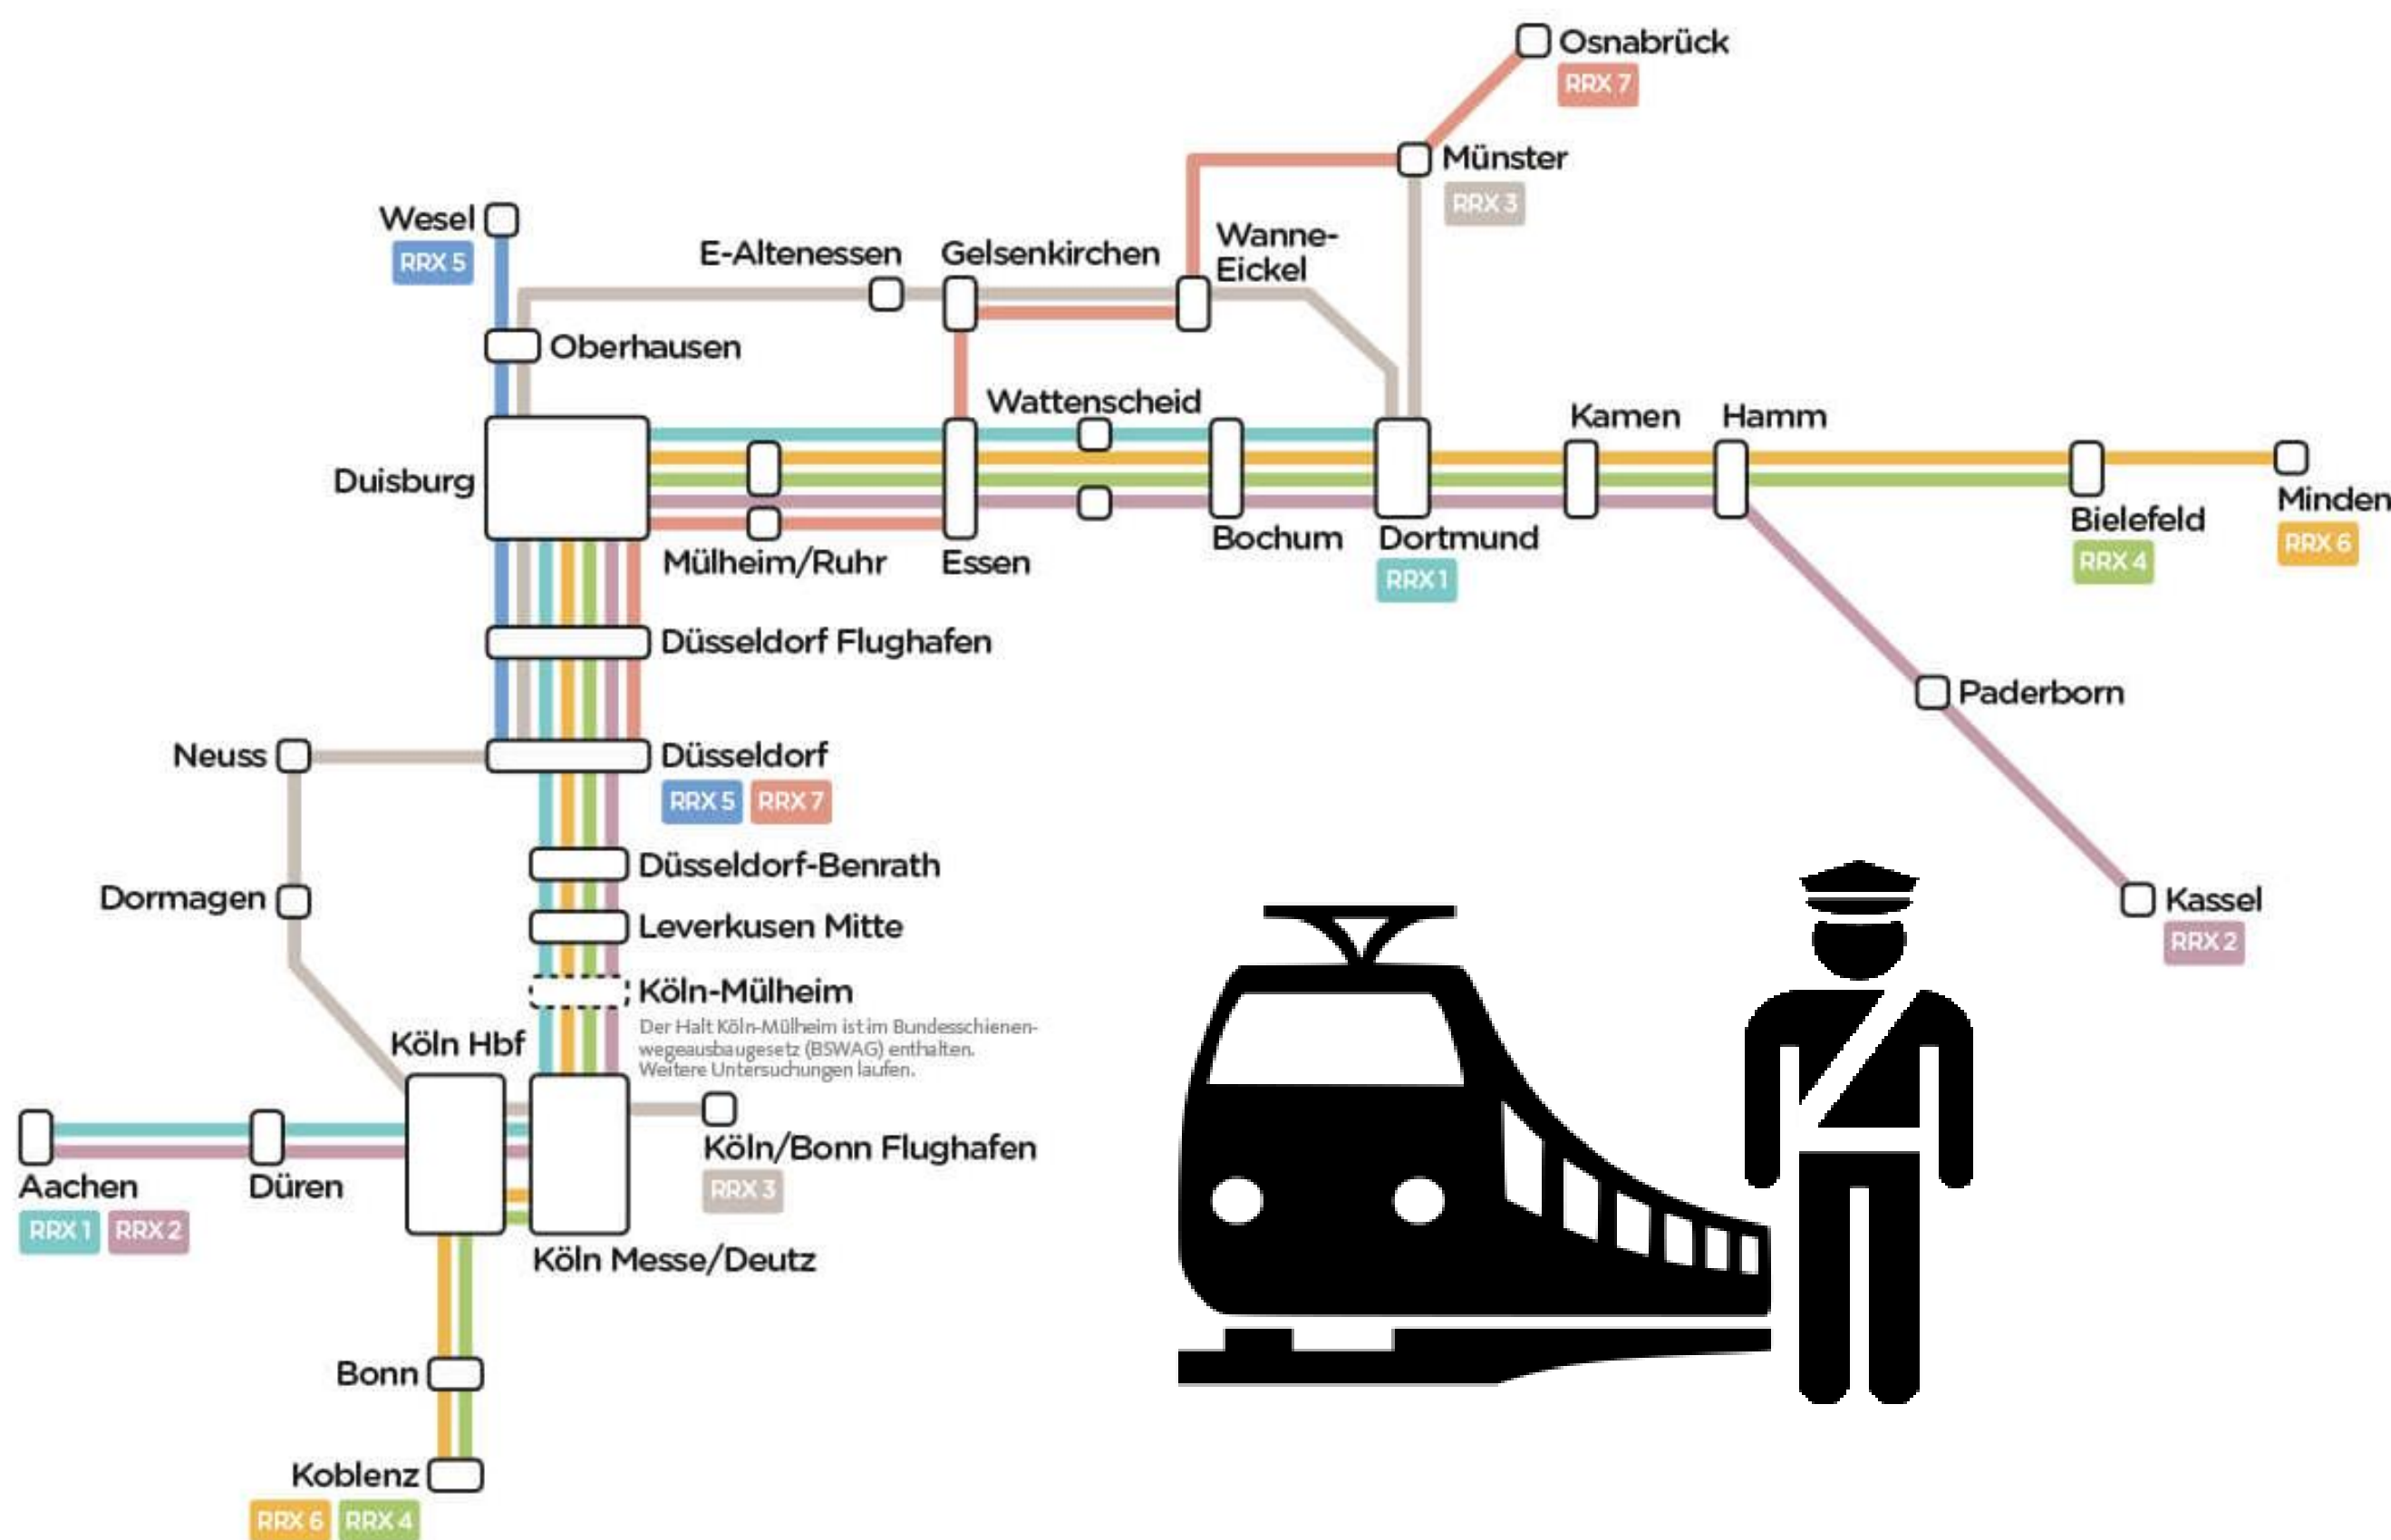 Osnabrück
RRX 7
Münster
RRX 3
Wesel
RRX 5
E-Altenessen
Gelsenkirchen
Wanne-
Eickel
Oberhausen
Wattenscheid
Kamen
Hamm
Duisburg
Mülheim/Ruhr
Essen
Bochum
Dortmund
RRX 1
Bielefeld
RRX 4
Minden
RRX 6
Düsseldorf Flughafen
Paderborn
Neuss
Düsseldorf
RRX 5 RRX 7
Düsseldorf-Benrath
Dormagen
Leverkusen Mitte
Kassel
RRX 2
Köln-Mülheim
Der Halt Köln-Mülheim ist im Bundesschienen-
wegeausbaugesetz (BSWAG) enthalten.
Weitere Untersuchungen laufen.
Köln Hbf
Köln/Bonn Flughafen
RRX 3
Aachen
RRX 1 RRX 2
Düren
Köln Messe/Deutz
Bonn
Koblenz
RRX 6 RRX 4